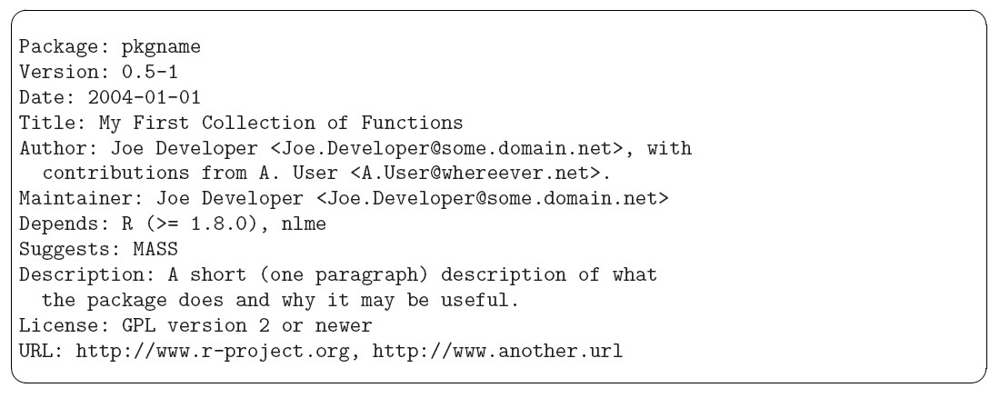 Package: pkgname
Version: 0.5-1
Date: 2004-01-01
Title: My First Collection of Functions
Author: Joe Developer <Joe.Developer@some.domain.net>, with
  contributions from A. User <A.User@whereever.net>.
Maintainer: Joe Developer <Joe.Developer@some.domain.net>
Depends: R (>= 1.8.0), nlme
Suggests: MASS
Description: A short (one paragraph) description of what
  the package does and why it may be useful.
License: GPL version 2 or newer
URL: http://www.r-project.org, http://www.another.url